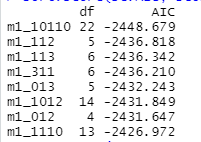 df AIC
m1_10110 22 -2448.679
m1_112 5 -2436.818
m1_113 6 -2436.342
m1_311 6 -2436.210
m1_013 5 -2432.243
m1_1012 14 -2431.849
m1_012 4 -2431.647
m1_1110 13 -2426.972